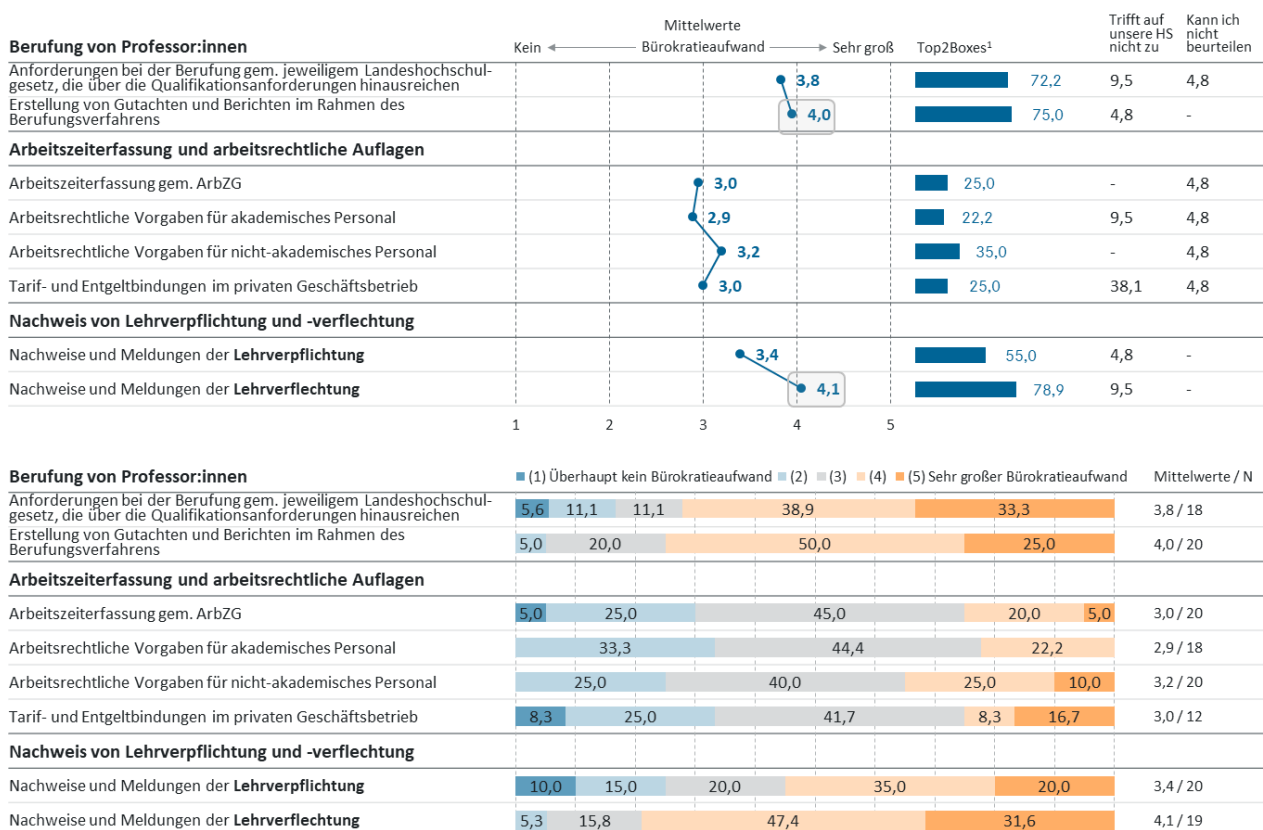 Mittelwerte
Trifft auf unsere HS nicht zu
Kann ich nicht beurteilen
Berufung von Professor:innen Kein Bürokratieaufwand Sehr groß Top2Boxes¹
Anforderungen bei der Berufung gem. jeweiligem Landeshochschul-
gesetz, die über die Qualifikationsanforderungen hinausreichen 3,8 72,2 9,5 4,8
Erstellung von Gutachten und Berichten im Rahmen des
Berufungsverfahrens 4,0 75,0 4,8 -
Arbeitszeiterfassung und arbeitsrechtliche Auflagen
Arbeitszeiterfassung gem. ArbZG 3,0 25,0 - 4,8
Arbeitsrechtliche Vorgaben für akademisches Personal 2,9 22,2 9,5 4,8
Arbeitsrechtliche Vorgaben für nicht-akademisches Personal 3,2 35,0 - 4,8
Tarif- und Entgeltbindungen im privaten Geschäftsbetrieb 3,0 25,0 38,1 4,8
Nachweis von Lehrverpflichtung und -verflechtung
Nachweise und Meldungen der Lehrverpflichtung 3,4 55,0 4,8 -
Nachweise und Meldungen der Lehrverflechtung 4,1 78,9 9,5 -
1 2 3 4 5
Berufung von Professor:innen (1) Überhaupt kein Bürokratieaufwand (2) (3) (4) (5) Sehr großer Bürokratieaufwand Mittelwerte / N
Anforderungen bei der Berufung gem. jeweiligem Landeshochschul-
gesetz, die über die Qualifikationsanforderungen hinausreichen 5,6 11,1 11,1 38,9 33,3 3,8 / 18
Erstellung von Gutachten und Berichten im Rahmen des
Berufungsverfahrens 5,0 20,0 50,0 25,0 4,0 / 20
Arbeitszeiterfassung und arbeitsrechtliche Auflagen
Arbeitszeiterfassung gem. ArbZG 5,0 25,0 45,0 20,0 5,0 3,0 / 20
Arbeitsrechtliche Vorgaben für akademisches Personal 33,3 44,4 22,2 2,9 / 18
Arbeitsrechtliche Vorgaben für nicht-akademisches Personal 25,0 40,0 25,0 10,0 3,2 / 20
Tarif- und Entgeltbindungen im privaten Geschäftsbetrieb 8,3 25,0 41,7 8,3 16,7 3,0 / 12
Nachweis von Lehrverpflichtung und -verflechtung
Nachweise und Meldungen der Lehrverpflichtung 10,0 15,0 20,0 35,0 20,0 3,4 / 20
Nachweise und Meldungen der Lehrverflechtung 5,3 15,8 47,4 31,6 4,1 / 19